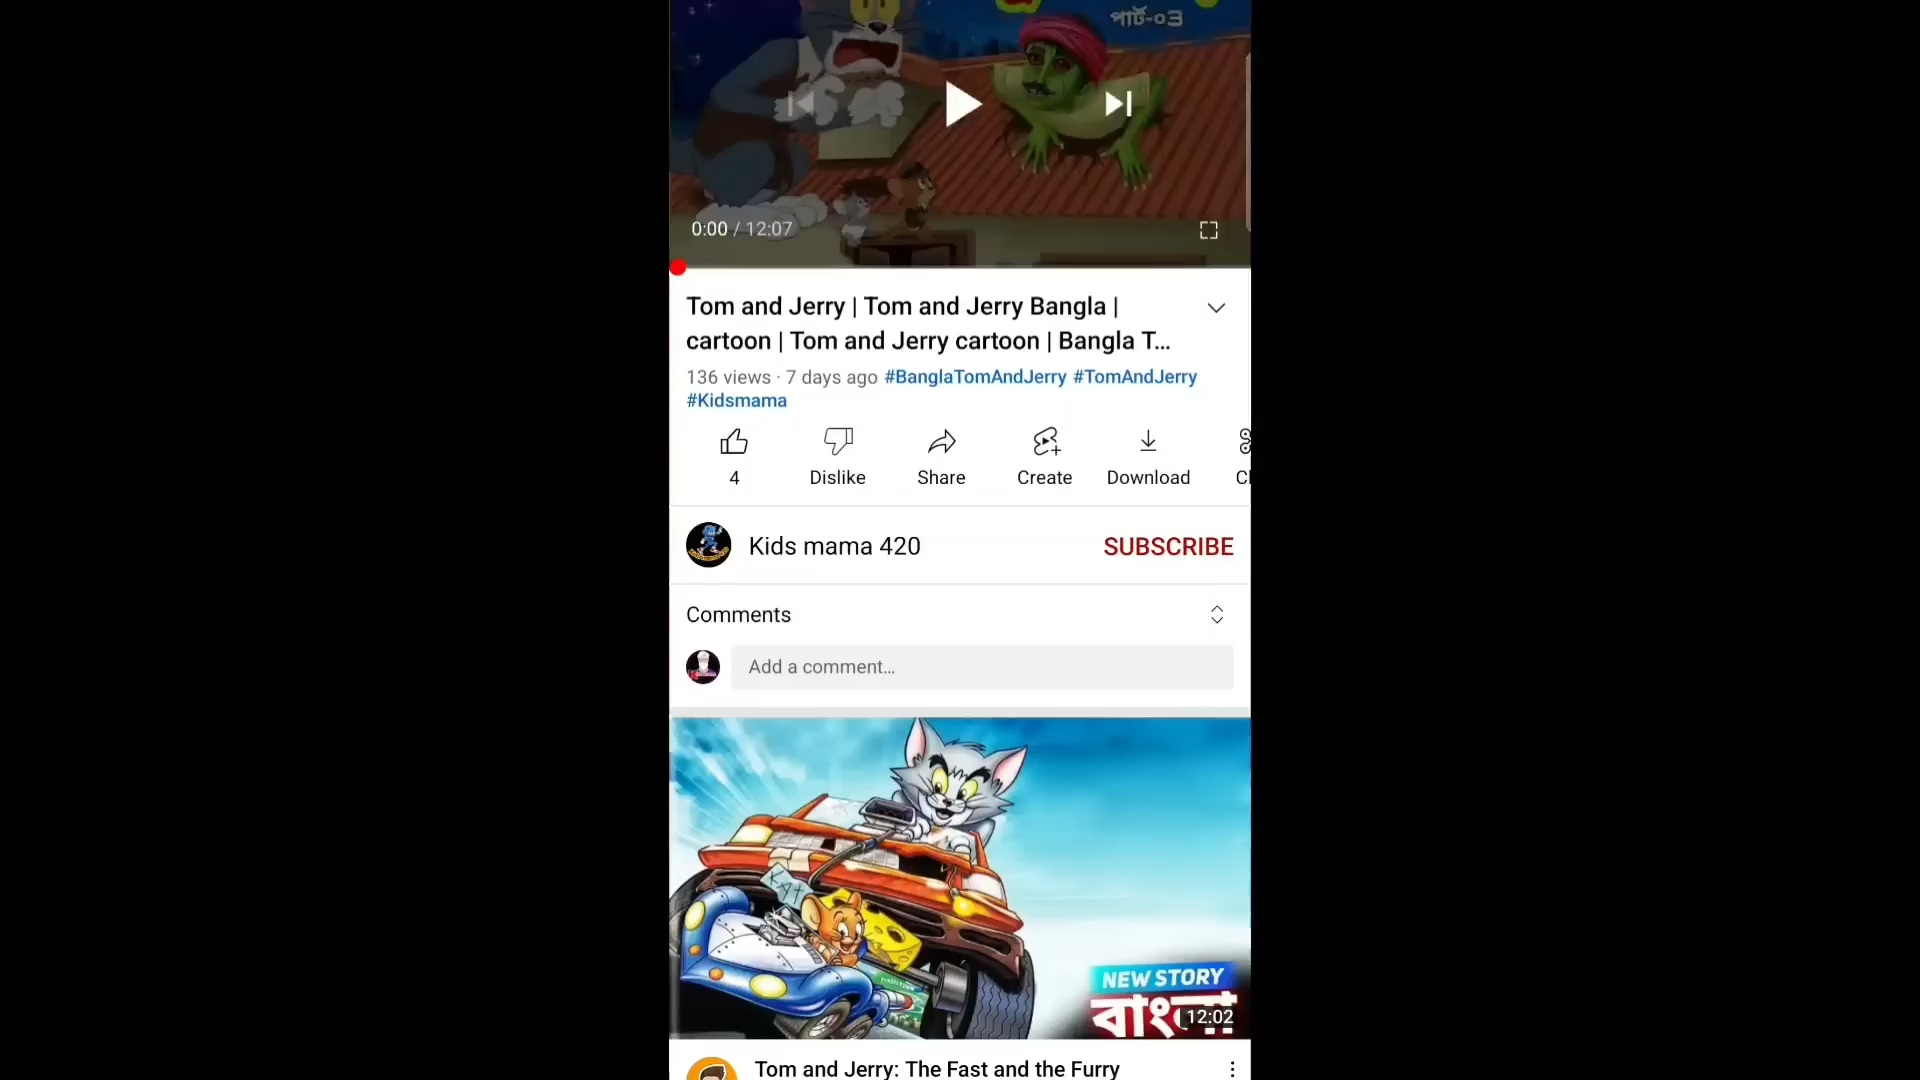 পার্ট-০3
0:00 / 12:07
Tom and Jerry | Tom and Jerry Bangla |
cartoon | Tom and Jerry cartoon | Bangla T...
136 views · 7 days ago #BanglaTomAndJerry #TomAndJerry
#Kidsmama
4 Dislike Share Create Download
Kids mama 420 SUBSCRIBE
Comments
Add a comment...
KAT
NEW STORY
12:02
Tom and Jerry: The Fast and the Furry